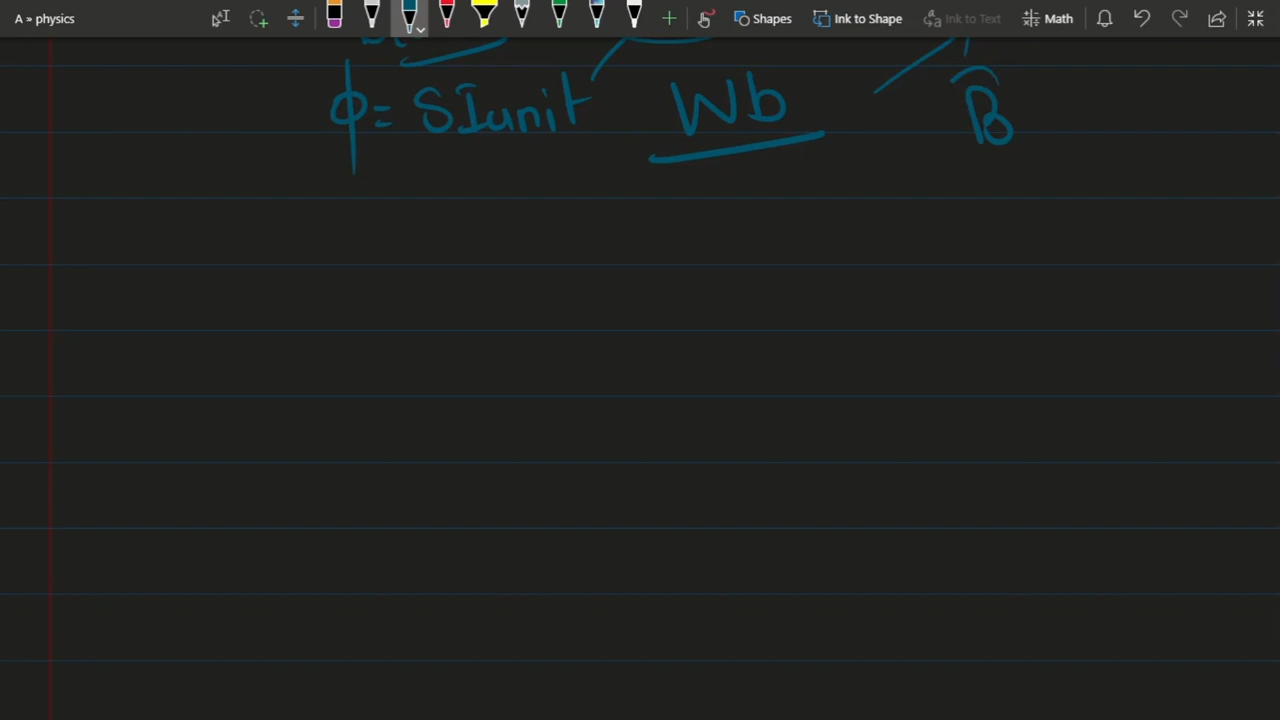 A » physics
Shapes Ink to Shape Ink to Text Math
ϕ = SI unit Wb B